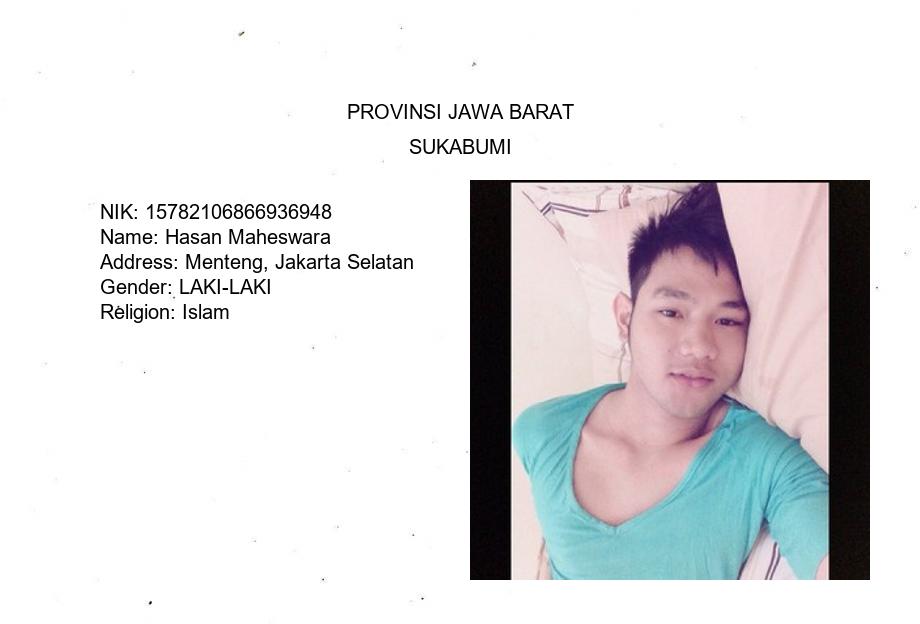 PROVINSI JAWA BARAT
SUKABUMI
NIK: 15782106866936948
Name: Hasan Maheswara
Address: Menteng, Jakarta Selatan
Gender: LAKI-LAKI
Religion: Islam